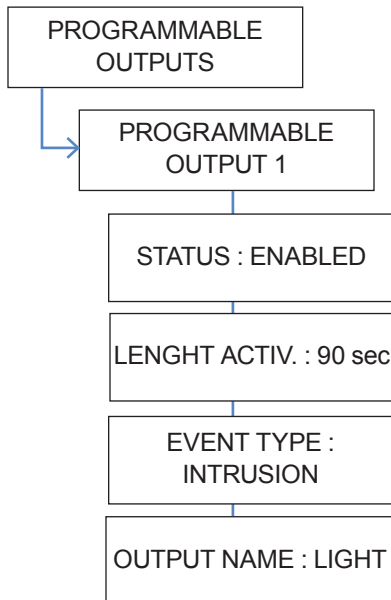 PROGRAMMABLE
OUTPUTS
PROGRAMMABLE
OUTPUT 1
STATUS : ENABLED
LENGHT ACTIV. : 90 sec
EVENT TYPE :
INTRUSION
OUTPUT NAME : LIGHT